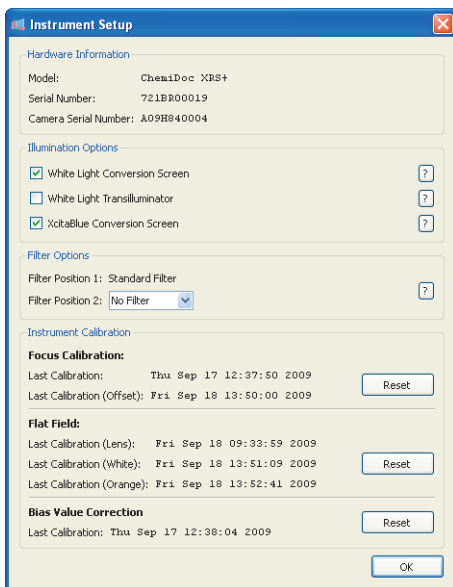 Instrument Setup
Hardware Information
Model: ChemiDoc XRS+
Serial Number: 721BR00019
Camera Serial Number: A09H840004
Illumination Options
White Light Conversion Screen ?
White Light Transilluminator ?
XcitaBlue Conversion Screen ?
Filter Options
Filter Position 1: Standard Filter
Filter Position 2: No Filter
?
Instrument Calibration
Focus Calibration:
Last Calibration: Thu Sep 17 12:37:50 2009
Last Calibration (Offset): Fri Sep 18 13:50:00 2009
Reset
Flat Field:
Last Calibration (Lens): Fri Sep 18 09:33:59 2009
Last Calibration (White): Fri Sep 18 13:51:09 2009
Last Calibration (Orange): Fri Sep 18 13:52:41 2009
Reset
Bias Value Correction
Last Calibration: Thu Sep 17 12:38:04 2009
Reset
OK